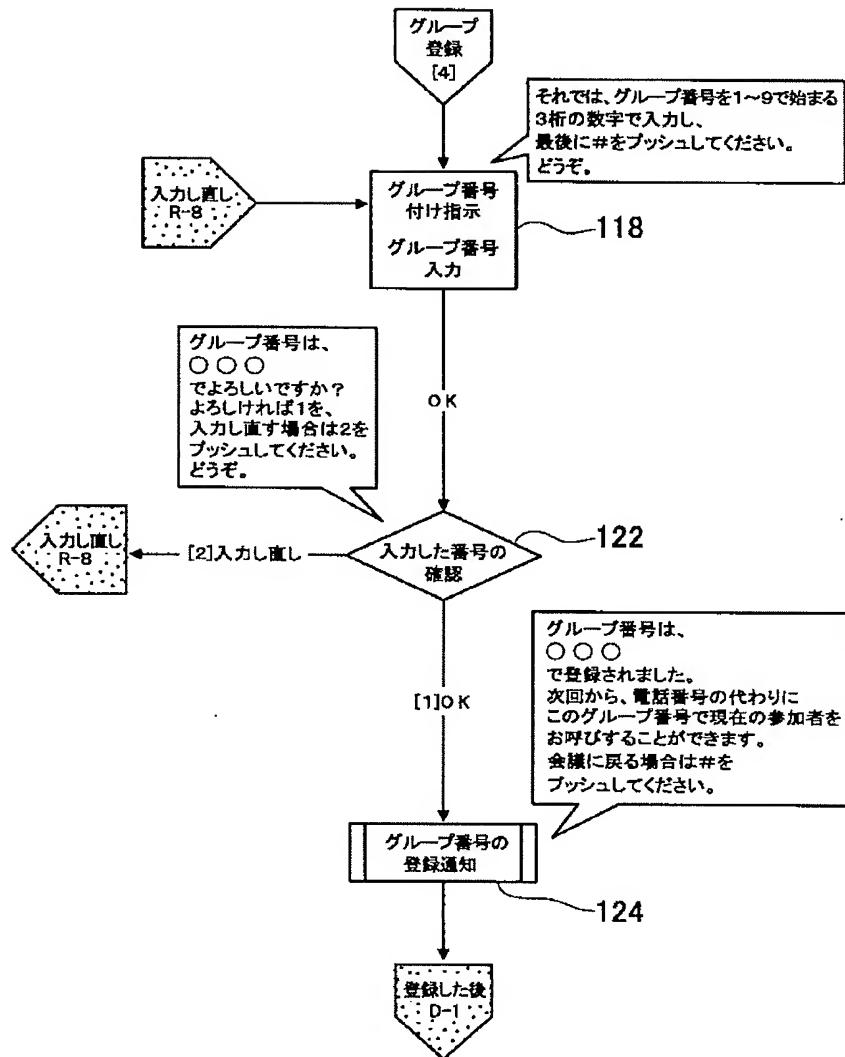 グループ
登録
[4]
それでは、グループ番号を1～9で始まる
3桁の数字で入力し、
最後に＃をプッシュしてください。
どうぞ。
入力し直し
R-8
グループ番号
付け指示
グループ番号
入力
118
グループ番号は、
○ ○ ○
でよろしいですか？
よろしければ1を、
入力し直す場合は2を
プッシュしてください。
どうぞ。
OK
入力し直し
R-8
[2]入力し直し
入力した番号の
確認
122
グループ番号は、
○ ○ ○
で登録されました。
次回から、電話番号の代わりに
このグループ番号で現在の参加者を
お呼びすることができます。
会議に戻る場合は＃を
プッシュしてください。
[1]OK
グループ番号の
登録通知
124
登録した後
D-1